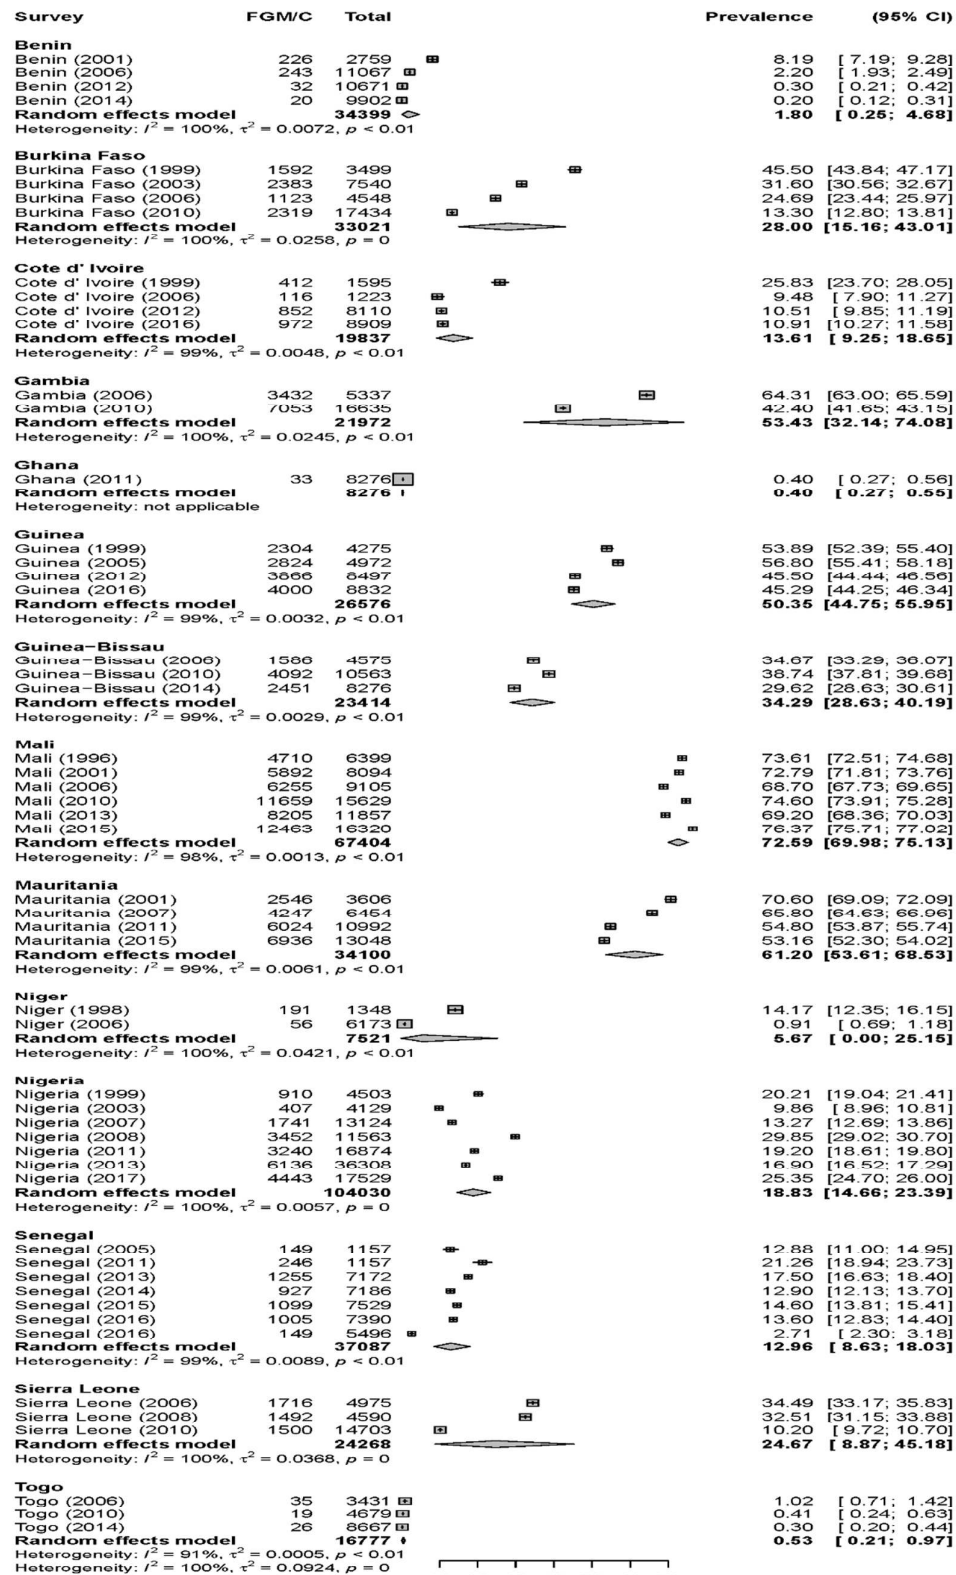 Survey FGM/C Total Prevalence (95% CI)
Benin
Benin (2001) 226 2759 8.19 [ 7.19; 9.28]
Benin (2006) 243 11067 2.20 [ 1.93; 2.49]
Benin (2012) 32 10671 0.30 [ 0.21; 0.42]
Benin (2014) 20 9902 0.20 [ 0.12; 0.31]
Random effects model 34399 1.80 [ 0.25; 4.68]
Heterogeneity: I² = 100%, τ² = 0.0072, p < 0.01
Burkina Faso
Burkina Faso (1999) 1592 3499 45.50 [43.84; 47.17]
Burkina Faso (2003) 2383 7540 31.60 [30.56; 32.67]
Burkina Faso (2006) 1123 4548 24.69 [23.44; 25.97]
Burkina Faso (2010) 2319 17434 13.30 [12.80; 13.81]
Random effects model 33021 28.00 [15.16; 43.01]
Heterogeneity: I² = 100%, τ² = 0.0258, p = 0
Cote d' Ivoire
Cote d' Ivoire (1999) 412 1595 25.83 [23.70; 28.05]
Cote d' Ivoire (2006) 116 1223 9.48 [ 7.90; 11.27]
Cote d' Ivoire (2012) 852 8110 10.51 [ 9.85; 11.19]
Cote d' Ivoire (2016) 972 8909 10.91 [10.27; 11.58]
Random effects model 19837 13.61 [ 9.25; 18.65]
Heterogeneity: I² = 99%, τ² = 0.0048, p < 0.01
Gambia
Gambia (2006) 3432 5337 64.31 [63.00; 65.59]
Gambia (2010) 7053 16635 42.40 [41.65; 43.15]
Random effects model 21972 53.43 [32.14; 74.08]
Heterogeneity: I² = 100%, τ² = 0.0245, p < 0.01
Ghana
Ghana (2011) 33 8276 0.40 [ 0.27; 0.56]
Random effects model 8276 0.40 [ 0.27; 0.55]
Heterogeneity: not applicable
Guinea
Guinea (1999) 2304 4275 53.89 [52.39; 55.40]
Guinea (2005) 2824 4972 56.80 [55.41; 58.18]
Guinea (2012) 3866 8497 45.50 [44.44; 46.56]
Guinea (2016) 4000 8832 45.29 [44.25; 46.34]
Random effects model 26576 50.35 [44.75; 55.95]
Heterogeneity: I² = 99%, τ² = 0.0032, p < 0.01
Guinea−Bissau
Guinea−Bissau (2006) 1586 4575 34.67 [33.29; 36.07]
Guinea−Bissau (2010) 4092 10563 38.74 [37.81; 39.68]
Guinea−Bissau (2014) 2451 8276 29.62 [28.63; 30.61]
Random effects model 23414 34.29 [28.63; 40.19]
Heterogeneity: I² = 99%, τ² = 0.0029, p < 0.01
Mali
Mali (1996) 4710 6399 73.61 [72.51; 74.68]
Mali (2001) 5892 8094 72.79 [71.81; 73.76]
Mali (2006) 6255 9105 68.70 [67.73; 69.65]
Mali (2010) 11659 15629 74.60 [73.91; 75.28]
Mali (2013) 8205 11857 69.20 [68.36; 70.03]
Mali (2015) 12463 16320 76.37 [75.71; 77.02]
Random effects model 67404 72.59 [69.98; 75.13]
Heterogeneity: I² = 98%, τ² = 0.0013, p < 0.01
Mauritania
Mauritania (2001) 2546 3606 70.60 [69.09; 72.09]
Mauritania (2007) 4247 6454 65.80 [64.63; 66.96]
Mauritania (2011) 6024 10992 54.80 [53.87; 55.74]
Mauritania (2015) 6936 13048 53.16 [52.30; 54.02]
Random effects model 34100 61.20 [53.61; 68.53]
Heterogeneity: I² = 99%, τ² = 0.0061, p < 0.01
Niger
Niger (1998) 191 1348 14.17 [12.35; 16.15]
Niger (2006) 56 6173 0.91 [ 0.69; 1.18]
Random effects model 7521 5.67 [ 0.00; 25.15]
Heterogeneity: I² = 100%, τ² = 0.0421, p < 0.01
Nigeria
Nigeria (1999) 910 4503 20.21 [19.04; 21.41]
Nigeria (2003) 407 4129 9.86 [ 8.96; 10.81]
Nigeria (2007) 1741 13124 13.27 [12.69; 13.86]
Nigeria (2008) 3452 11563 29.85 [29.02; 30.70]
Nigeria (2011) 3240 16874 19.20 [18.61; 19.80]
Nigeria (2013) 6136 36308 16.90 [16.52; 17.29]
Nigeria (2017) 4443 17529 25.35 [24.70; 26.00]
Random effects model 104030 18.83 [14.66; 23.39]
Heterogeneity: I² = 100%, τ² = 0.0057, p = 0
Senegal
Senegal (2005) 149 1157 12.88 [11.00; 14.95]
Senegal (2011) 246 1157 21.26 [18.94; 23.73]
Senegal (2013) 1255 7172 17.50 [16.63; 18.40]
Senegal (2014) 927 7186 12.90 [12.13; 13.70]
Senegal (2015) 1099 7529 14.60 [13.81; 15.41]
Senegal (2016) 1005 7390 13.60 [12.83; 14.40]
Senegal (2016) 149 5496 2.71 [ 2.30; 3.18]
Random effects model 37087 12.96 [ 8.63; 18.03]
Heterogeneity: I² = 99%, τ² = 0.0089, p < 0.01
Sierra Leone
Sierra Leone (2006) 1716 4975 34.49 [33.17; 35.83]
Sierra Leone (2008) 1492 4590 32.51 [31.15; 33.88]
Sierra Leone (2010) 1500 14703 10.20 [ 9.72; 10.70]
Random effects model 24268 24.67 [ 8.87; 45.18]
Heterogeneity: I² = 100%, τ² = 0.0368, p = 0
Togo
Togo (2006) 35 3431 1.02 [ 0.71; 1.42]
Togo (2010) 19 4679 0.41 [ 0.24; 0.63]
Togo (2014) 26 8667 0.30 [ 0.20; 0.44]
Random effects model 16777 0.53 [ 0.21; 0.97]
Heterogeneity: I² = 91%, τ² = 0.0005, p < 0.01
Heterogeneity: I² = 100%, τ² = 0.0924, p = 0